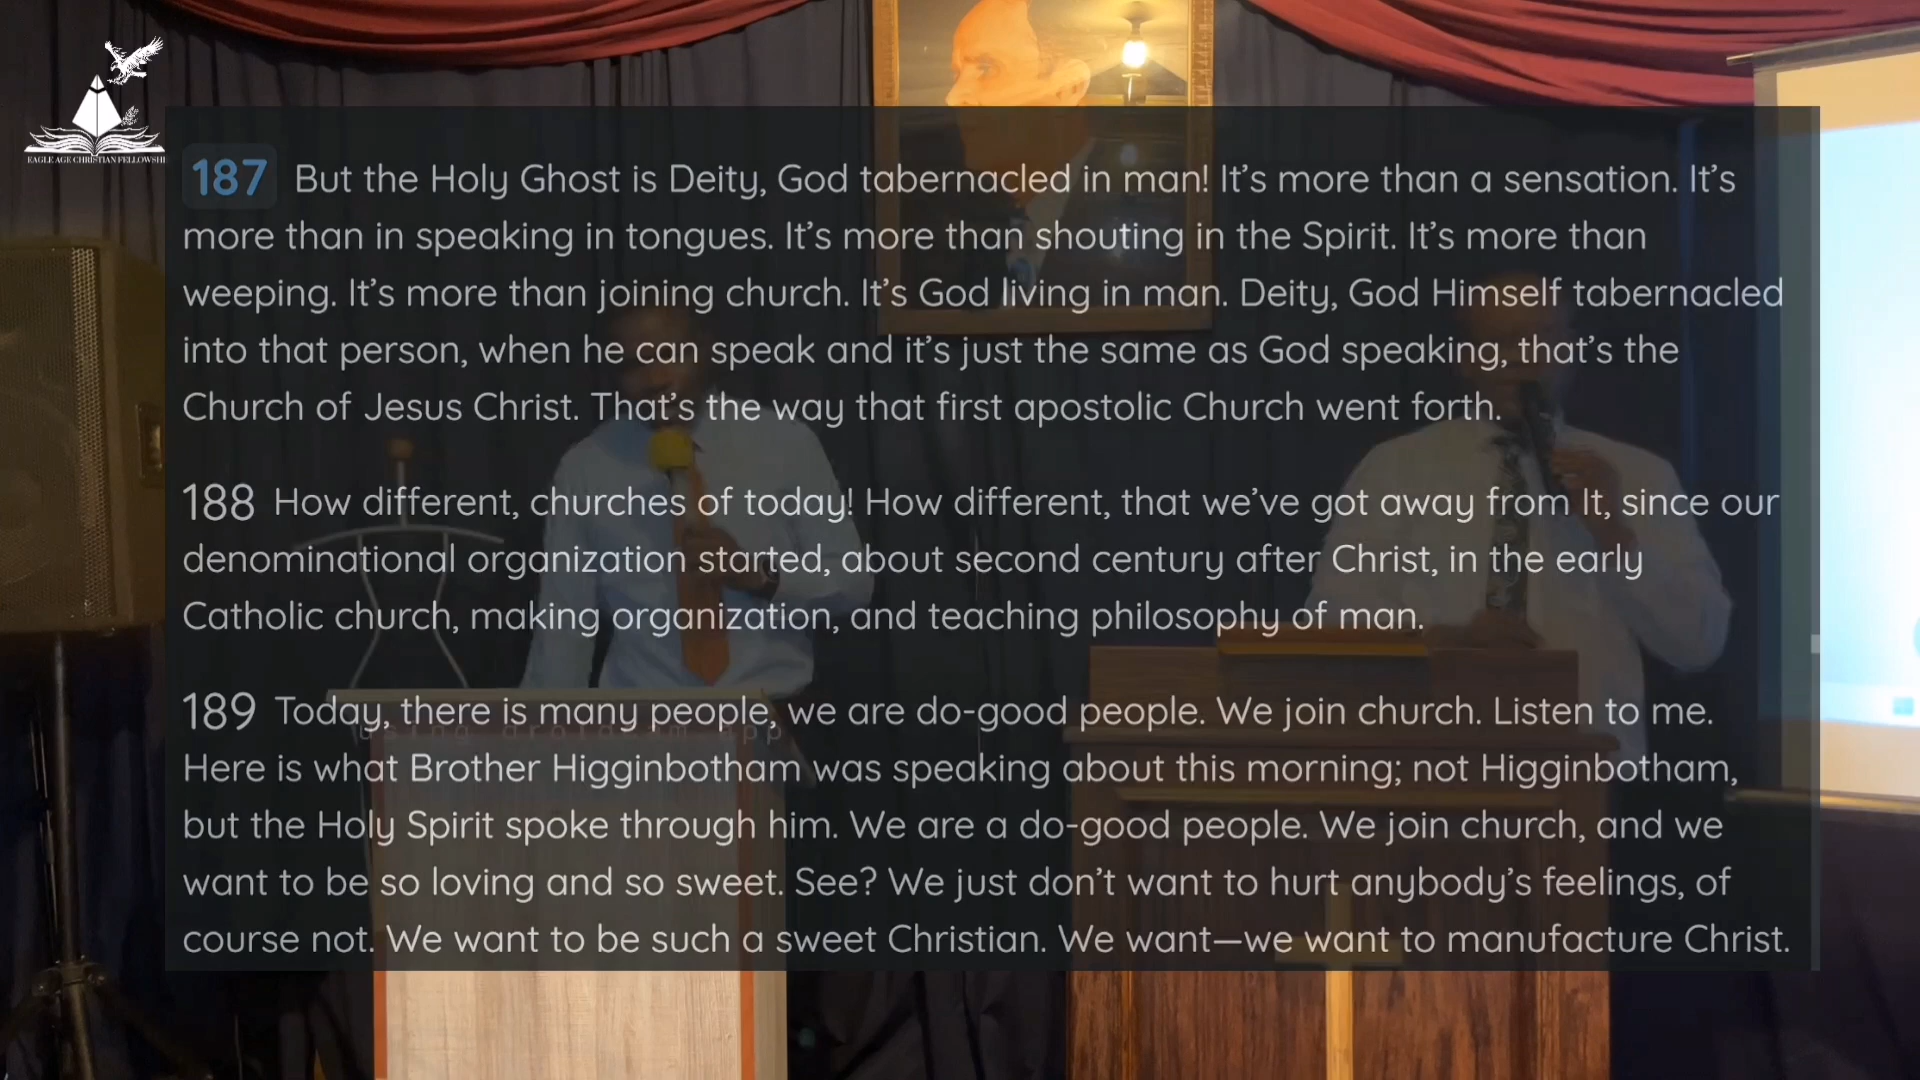 EAGLE AGE CHRISTIAN FELLOWSHI
187 But the Holy Ghost is Deity, God tabernacled in man! It’s more than a sensation. It’s
more than in speaking in tongues. It’s more than shouting in the Spirit. It’s more than
weeping. It’s more than joining church. It’s God living in man. Deity, God Himself tabernacled
into that person, when he can speak and it’s just the same as God speaking, that’s the
Church of Jesus Christ. That’s the way that first apostolic Church went forth.
188 How different, churches of today! How different, that we’ve got away from It, since our
denominational organization started, about second century after Christ, in the early
Catholic church, making organization, and teaching philosophy of man.
189 Today, there is many people, we are do-good people. We join church. Listen to me.
Here is what Brother Higginbotham was speaking about this morning; not Higginbotham,
but the Holy Spirit spoke through him. We are a do-good people. We join church, and we
want to be so loving and so sweet. See? We just don’t want to hurt anybody’s feelings, of
course not. We want to be such a sweet Christian. We want—we want to manufacture Christ.